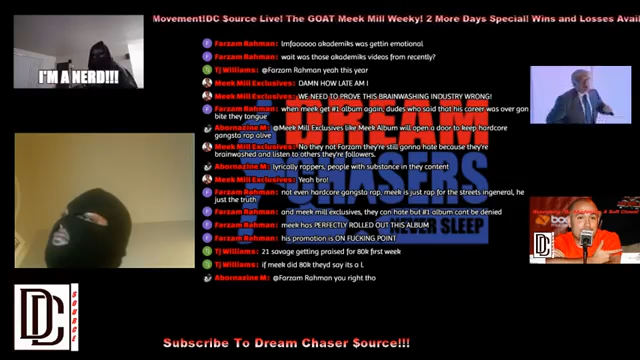 Movement!DC $ource Live! The GOAT Meek Mill Weeky! 2 More Days Special! Wins and Losses Avai
I'M A NERD!!!
Farzam Rahman: lmfaooooo akademiks was gettin emotional
Farzam Rahman: wait was those akademiks videos from recently?
Tj Williams: @Farzam Rahman yeah this year
Meek Mill Exclusives: DAMN HOW LATE AM I
Meek Mill Exclusives: WE NEED TO PROVE THIS BRAINWASHING INDUSTRY WRONG!
Farzam Rahman: when meek get #1 album again, dudes who said that his career was over gon
bite they tongue
Abornazine M: @Meek Mill Exclusives like Meek Album will open a door to keep hardcore
gangsta rap alive
Meek Mill Exclusives: No they not Farzam they're still gonna hate because they're
brainwashed and listen to others they're followers.
Abornazine M: lyrically rappers, people with substance in they content
Meek Mill Exclusives: Yeah bro!
Farzam Rahman: not even hardcore gangsta rap, meek is just rap for the streets ingeneral, he
just the truth
Farzam Rahman: and meek mill exclusives, they can hate but #1 album cant be denied
Farzam Rahman: meek has PERFECTLY ROLLED OUT THIS ALBUM
Farzam Rahman: his promotion is ON FUCKING POINT
Tj Williams: 21 savage getting praised for 80k first week
Tj Williams: if meek did 80k theyd say its a L
Abornazine M: @Farzam Rahman you right tho
DREAM
CHASERS
NEVER SLEEP
DC
SOURCE
Subscribe To Dream Chaser $ource!!!